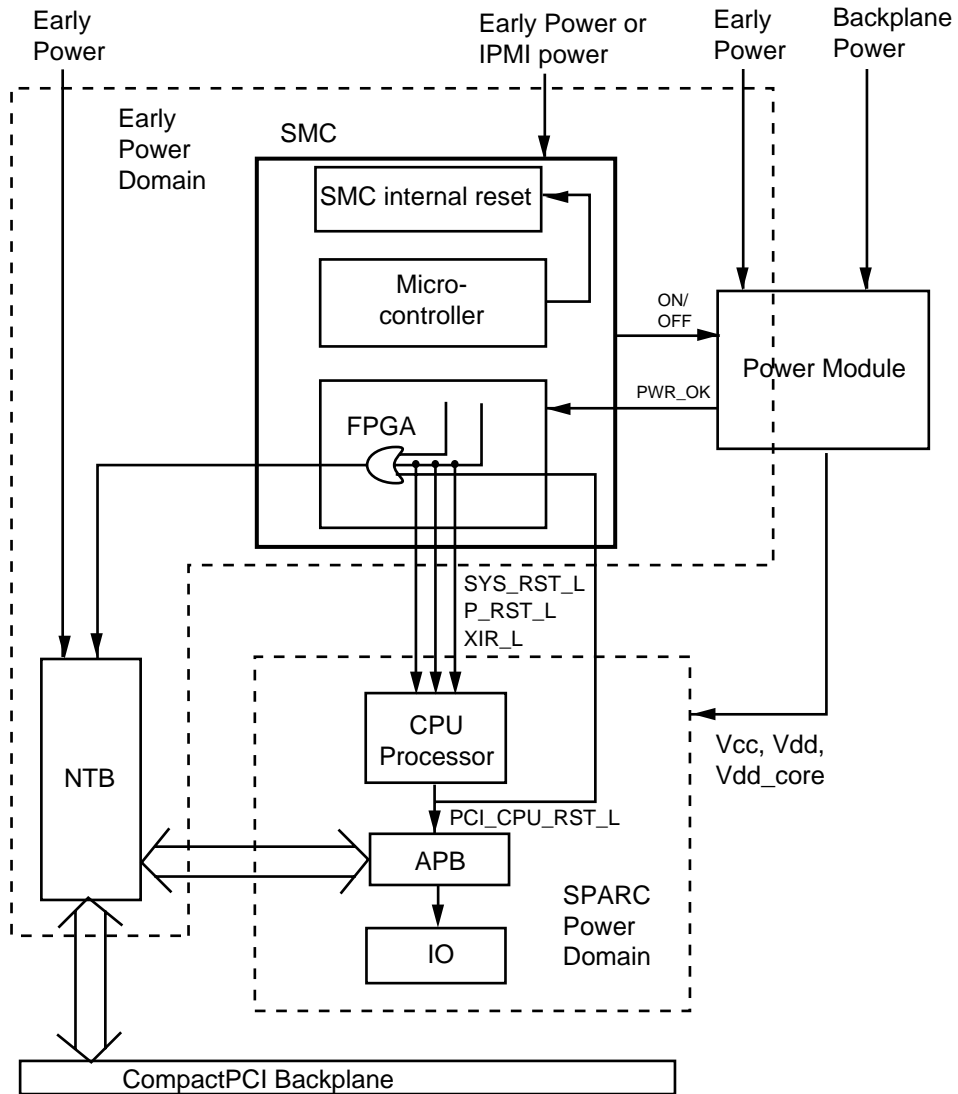 Early
Power
Early Power or
IPMI power
Early
Power
Backplane
Power
Early
Power
Domain
SMC
SMC internal reset
Micro-
controller
ON/
OFF
Power Module
PWR_OK
FPGA
SYS_RST_L
P_RST_L
XIR_L
CPU
Processor
Vcc, Vdd,
Vdd_core
NTB
PCI_CPU_RST_L
APB
SPARC
Power
Domain
IO
CompactPCI Backplane